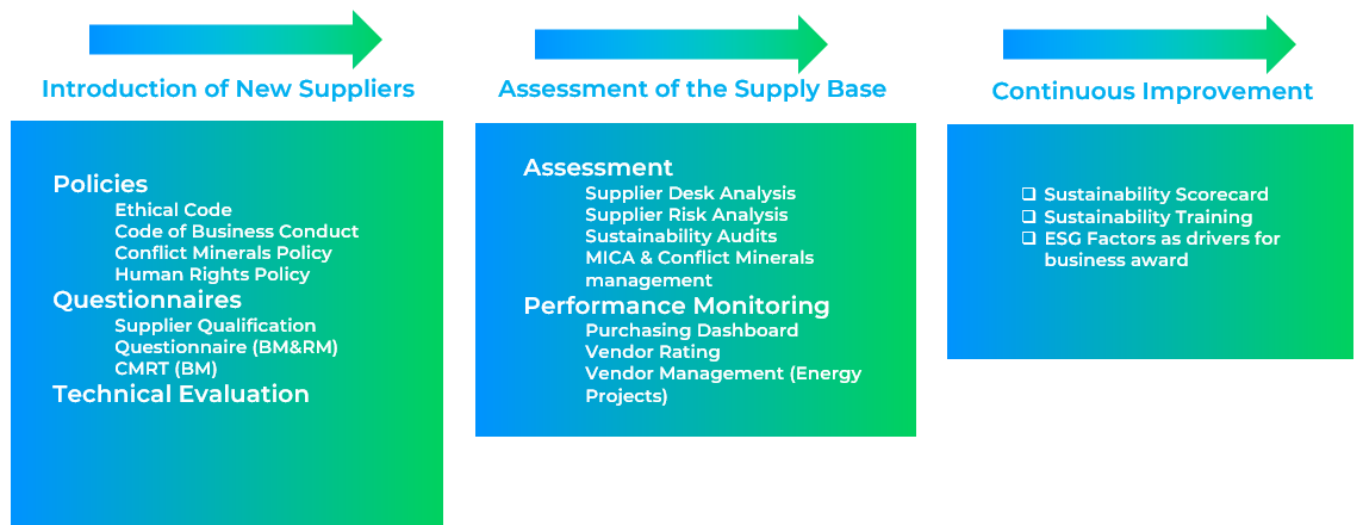 Introduction of New Suppliers
Policies
Ethical Code
Code of Business Conduct
Conflict Minerals Policy
Human Rights Policy
Questionnaires
Supplier Qualification
Questionnaire (BM&RM)
CMRT (BM)
Technical Evaluation
Assessment of the Supply Base
Assessment
Supplier Desk Analysis
Supplier Risk Analysis
Sustainability Audits
MICA & Conflict Minerals
management
Performance Monitoring
Purchasing Dashboard
Vendor Rating
Vendor Management (Energy
Projects)
Continuous Improvement
❑ Sustainability Scorecard
❑ Sustainability Training
❑ ESG Factors as drivers for
business award